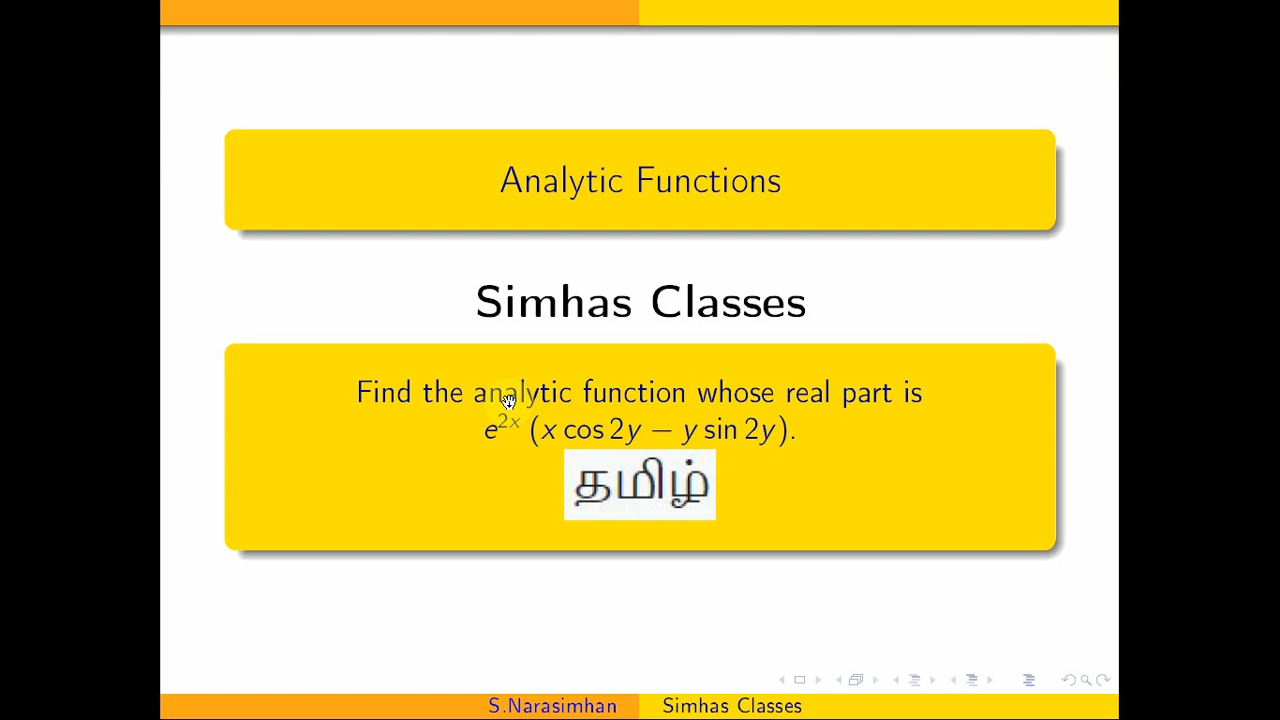 Analytic Functions
Simhas Classes
Find the analytic function whose real part is
e^{2x} (x cos 2y − y sin 2y).
தமிழ்
S.Narasimhan Simhas Classes